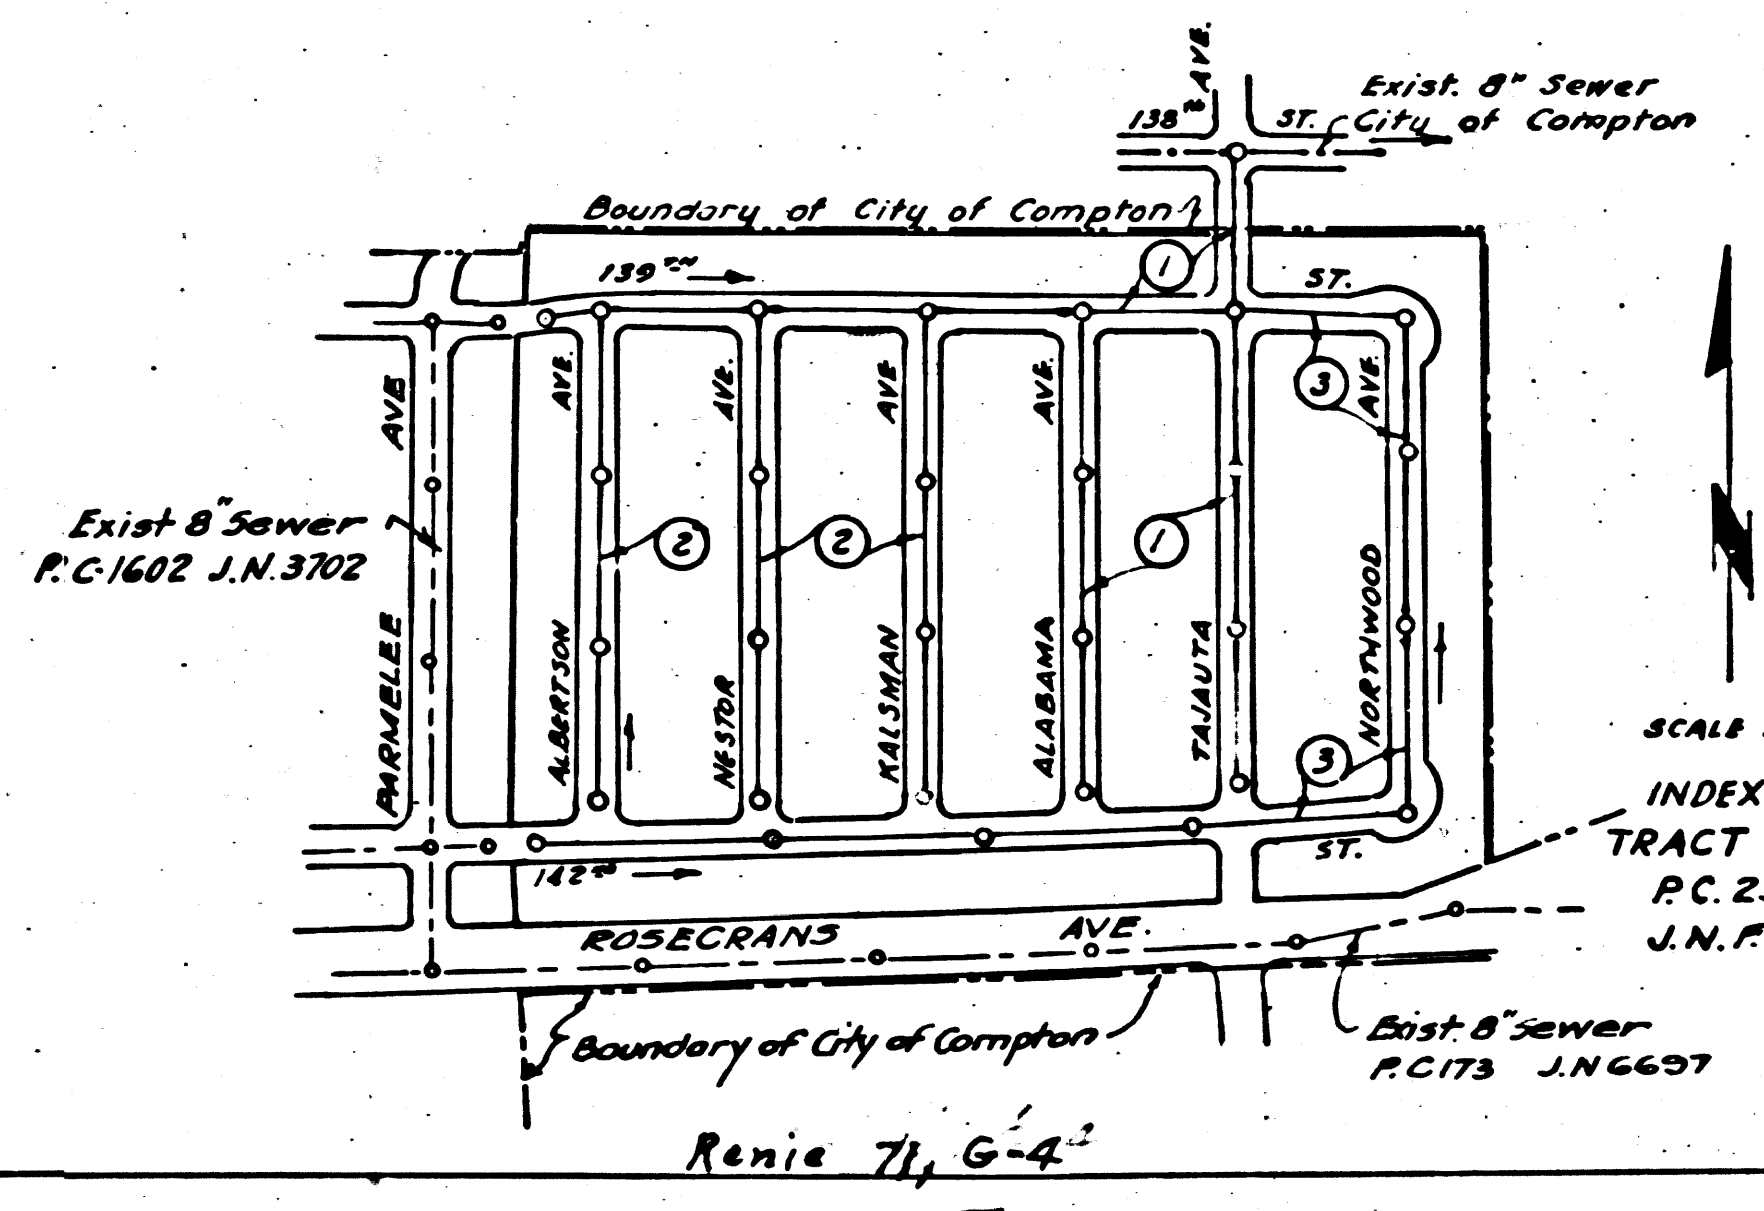 AVE.
Exist. 8" Sewer
138th ST. City of Compton
Boundary of City of Compton
139TH ST.
1
AVE AVE. AVE. AVE AVE. 3 AVE.
Exist 8" Sewer
P.C. 1602 J.N. 3702
2 2 1
PARMELEE ALBERTSON NESTOR KALSMAN ALABAMA TAJAUTA NORTHWOOD
SCALE
3
INDEX
TRACT
ST.
142nd
P.C.
J.N.F.
ROSECRANS AVE.
Boundary of City of Compton
Exist. 8" Sewer
P.C 173 J.N 6697
Renie 71, G-4